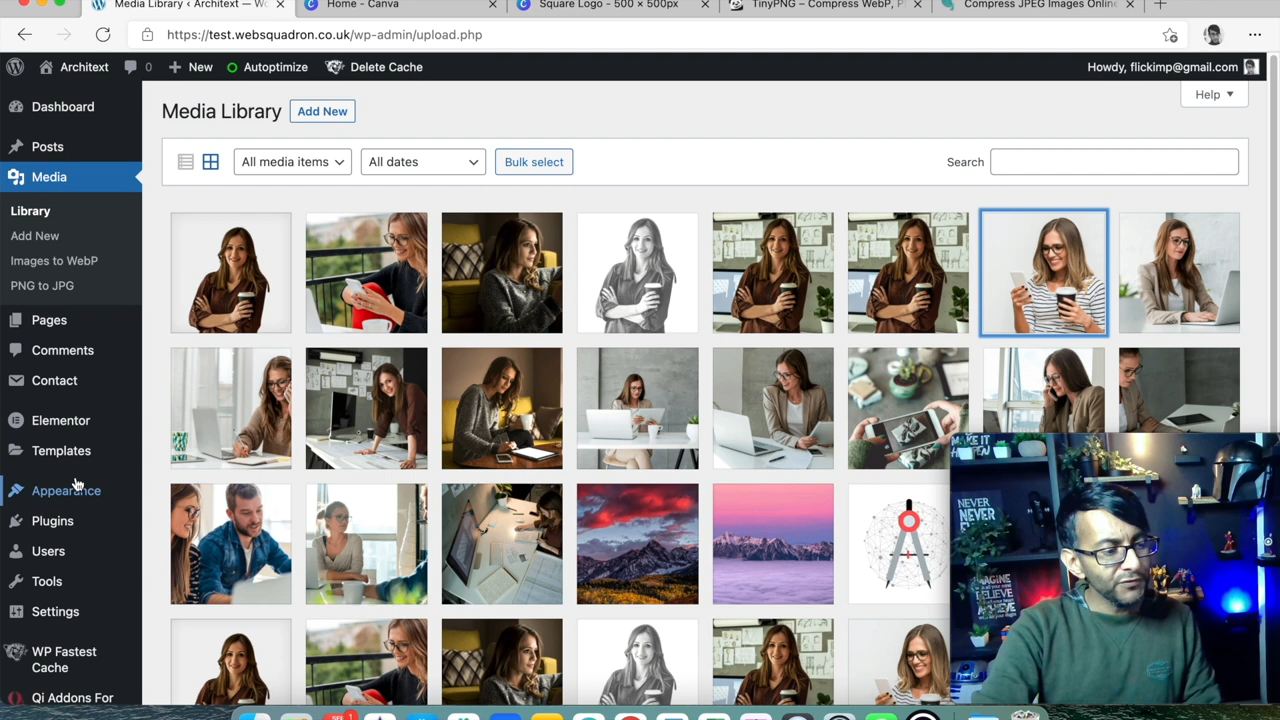 Media Library ‹ Architext — Wo
Home - Canva
Square Logo - 500 × 500px
TinyPNG – Compress WebP, P
Compress JPEG Images Online
https://test.websquadron.co.uk/wp-admin/upload.php
Architext
0
New
Autoptimize
Delete Cache
Howdy, flickimp@gmail.com
Dashboard
Posts
Media
Library
Add New
Images to WebP
PNG to JPG
Pages
Comments
Contact
Elementor
Templates
Appearance
Plugins
Users
Tools
Settings
WP Fastest
Cache
Qi Addons For
Media Library
Add New
Help ▼
All media items
All dates
Bulk select
Search
MAKE IT
HAPPEN
NEVER
NEVER
IMAGINE
BELIEVE